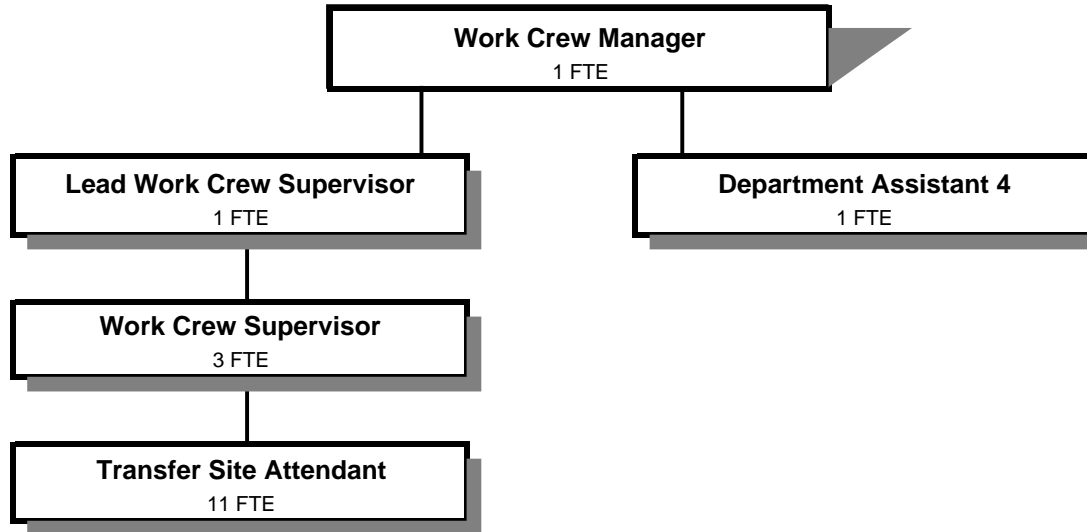 Work Crew Manager
1 FTE
Lead Work Crew Supervisor
1 FTE
Department Assistant 4
1 FTE
Work Crew Supervisor
3 FTE
Transfer Site Attendant
11 FTE